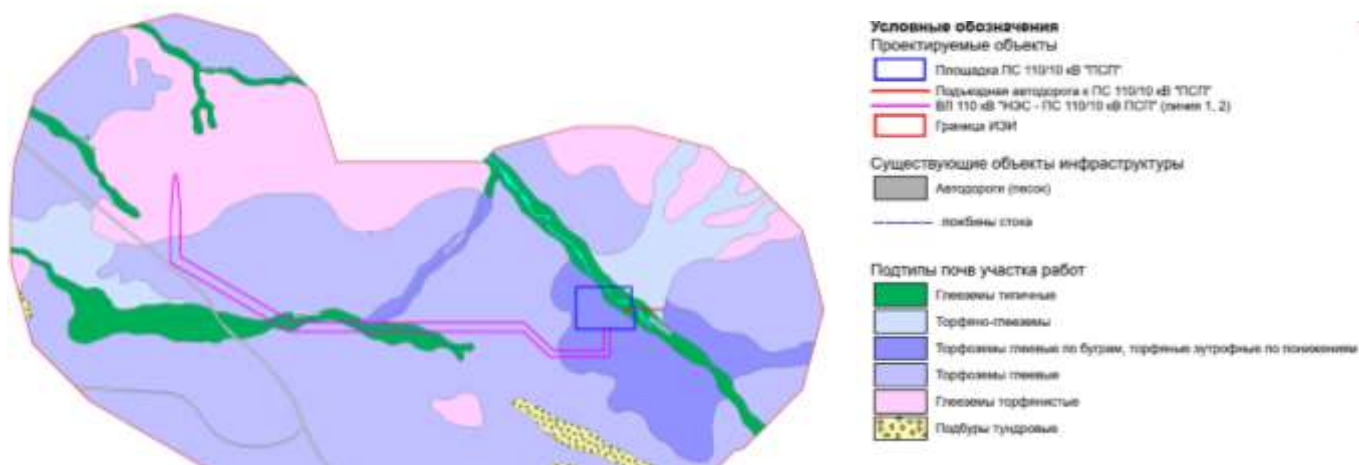 Условные обозначения
Проектируемые объекты
Площадка ПС 110/10 кВ "ПСП"
Подъездная автодорога к ПС 110/10 кВ "ПСП"
ВЛ 110 кВ "НЭС - ПС 110/10 кВ ПСП" (линия 1, 2)
Граница ИЭИ
Существующие объекты инфраструктуры
Автодороги (песок)
ложбины стока
Подтипы почв участка работ
Глееземы типичные
Торфяно-глееземы
Торфоземы глеевые по буграм, торфяные эутрофные по понижениям
Торфоземы глеевые
Глееземы торфянистые
Подбуры тундровые